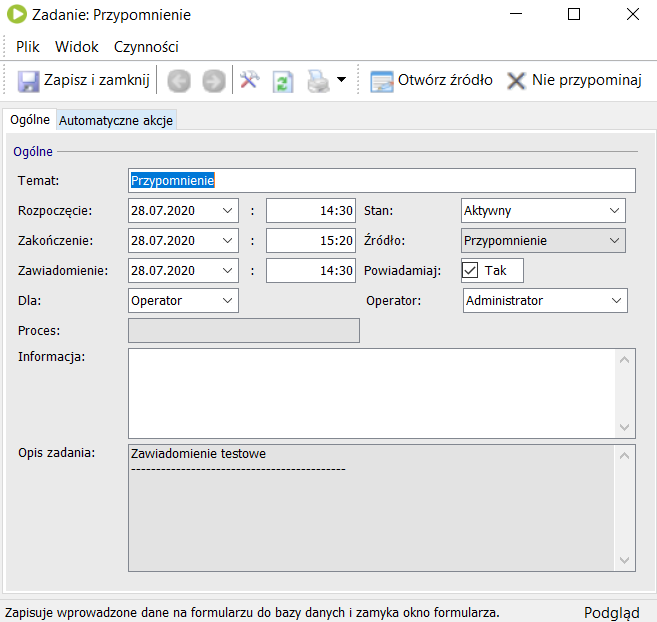 Zadanie: Przypomnienie
Plik Widok Czynności
Zapisz i zamknij Otwórz źródło Nie przypominaj
Ogólne Automatyczne akcje
Ogólne
Temat: Przypomnienie
Rozpoczęcie: 28.07.2020 : 14:30 Stan: Aktywny
Zakończenie: 28.07.2020 : 15:20 Źródło: Przypomnienie
Zawiadomienie: 28.07.2020 : 14:30 Powiadamiaj: Tak
Dla: Operator Operator: Administrator
Proces:
Informacja:
Opis zadania: Zawiadomienie testowe
-------------------------------------------
Zapisuje wprowadzone dane na formularzu do bazy danych i zamyka okno formularza. Podgląd